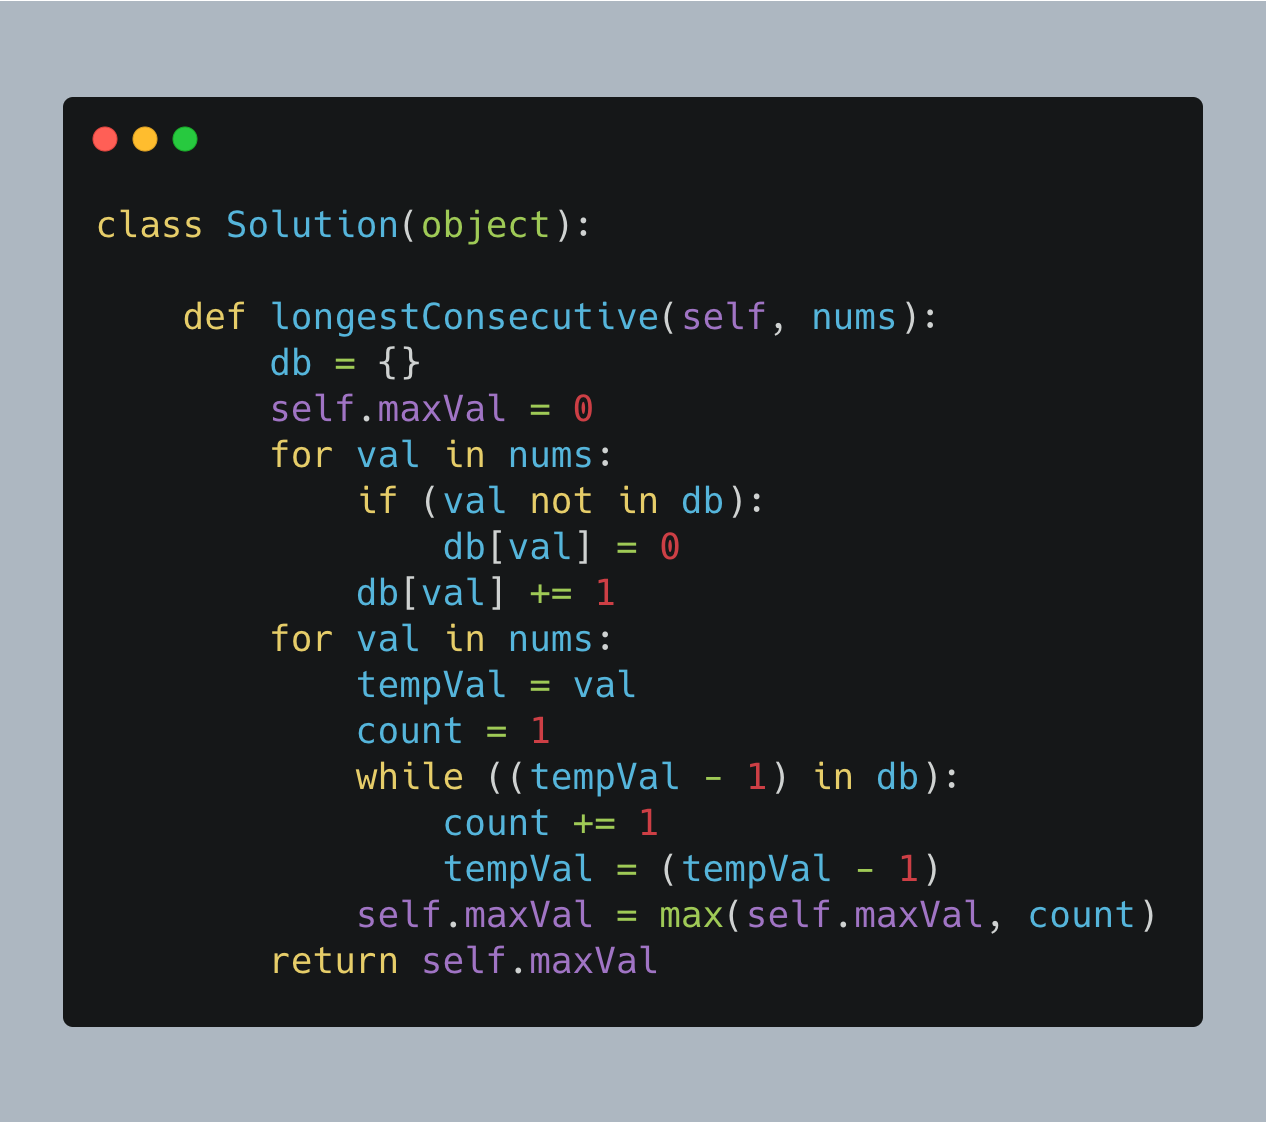 class Solution(object):

    def longestConsecutive(self, nums):
        db = {}
        self.maxVal = 0
        for val in nums:
            if (val not in db):
                db[val] = 0
            db[val] += 1
        for val in nums:
            tempVal = val
            count = 1
            while ((tempVal - 1) in db):
                count += 1
                tempVal = (tempVal - 1)
            self.maxVal = max(self.maxVal, count)
        return self.maxVal